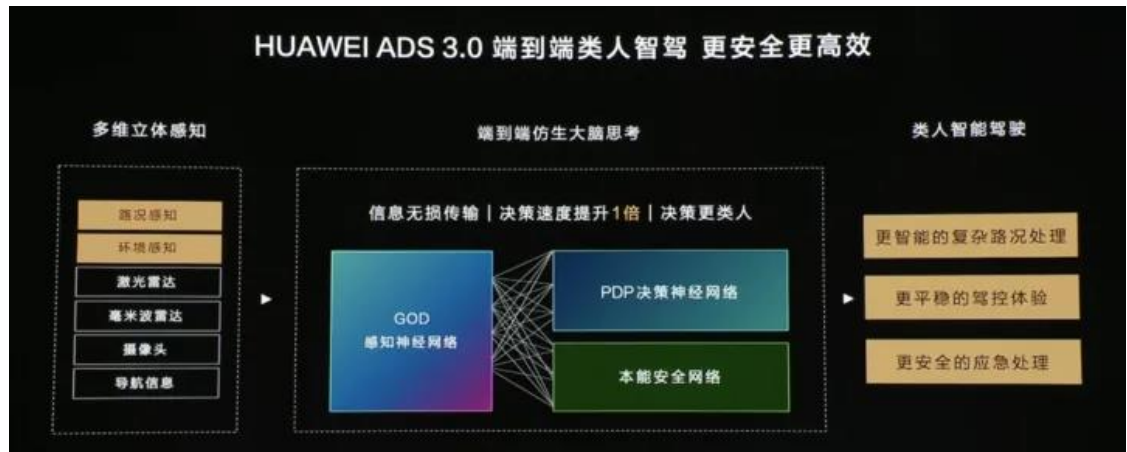 HUAWEI ADS 3.0 端到端类人智驾 更安全更高效
多维立体感知
路况感知
环境感知
激光雷达
毫米波雷达
摄像头
导航信息
端到端仿生大脑思考
信息无损传输 | 决策速度提升1倍 | 决策更类人
GOD
感知神经网络
PDP决策神经网络
本能安全网络
类人智能驾驶
更智能的复杂路况处理
更平稳的驾控体验
更安全的应急处理